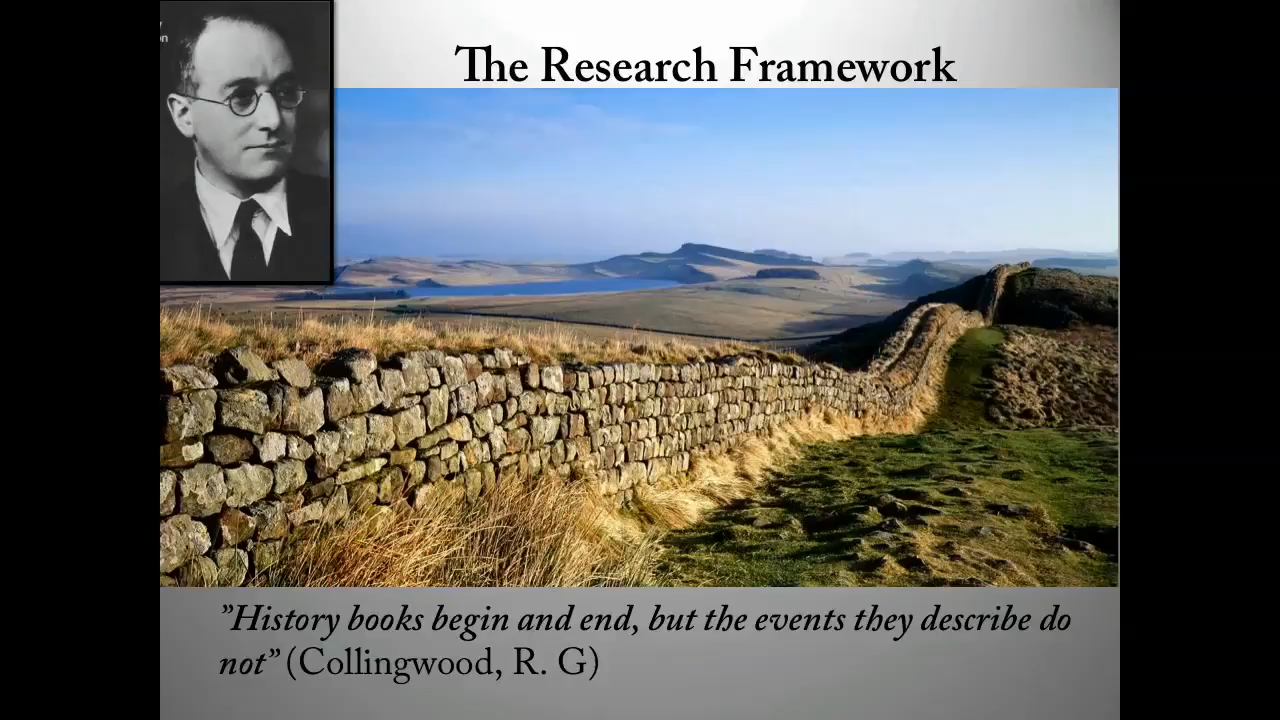 The Research Framework
”History books begin and end, but the events they describe do
not” (Collingwood, R. G)